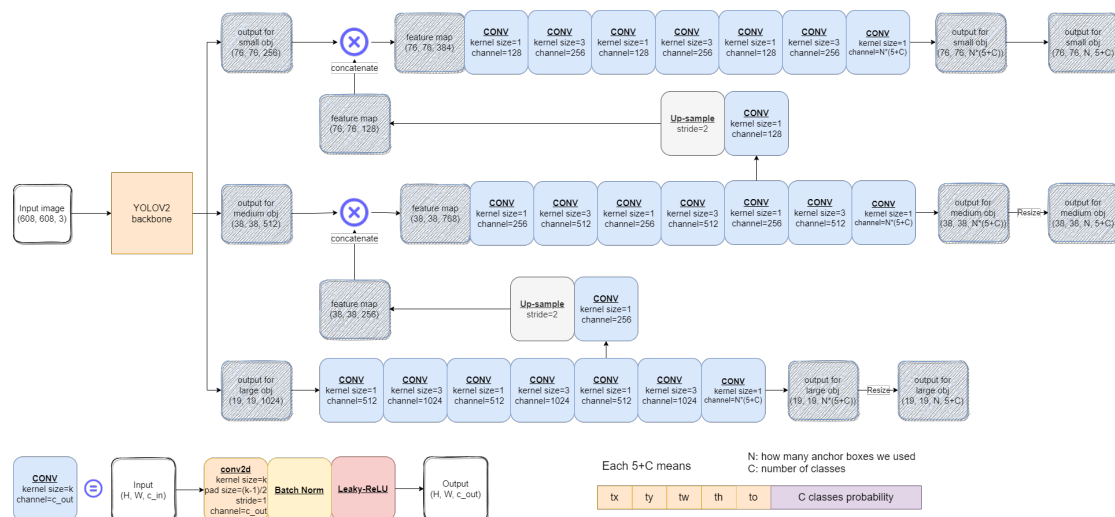 output for
small obj
(76, 76, 256)
concatenate
feature map
(76, 76, 384)
CONV
kernel size=1
channel=128
CONV
kernel size=3
channel=256
CONV
kernel size=1
channel=128
CONV
kernel size=3
channel=256
CONV
kernel size=1
channel=128
CONV
kernel size=3
channel=256
CONV
kernel size=1
channel=N*(5+C)
output for
small obj
(76, 76, N*(5+C))
output for
small obj
(76, 76, N, 5+C)
feature map
(76, 76, 128)
Up-sample
stride=2
CONV
kernel size=1
channel=128
Input image
(608, 608, 3)
YOLOV2
backbone
output for
medium obj
(38, 38, 512)
concatenate
feature map
(38, 38, 768)
CONV
kernel size=1
channel=256
CONV
kernel size=3
channel=512
CONV
kernel size=1
channel=256
CONV
kernel size=3
channel=512
CONV
kernel size=1
channel=256
CONV
kernel size=3
channel=512
CONV
kernel size=1
channel=N*(5+C)
output for
medium obj
(38, 38, N*(5+C))
Resize
output for
medium obj
(38, 38, N, 5+C)
feature map
(38, 38, 256)
Up-sample
stride=2
CONV
kernel size=1
channel=256
output for
large obj
(19, 19, 1024)
CONV
kernel size=1
channel=512
CONV
kernel size=3
channel=1024
CONV
kernel size=1
channel=512
CONV
kernel size=3
channel=1024
CONV
kernel size=1
channel=512
CONV
kernel size=3
channel=1024
CONV
kernel size=1
channel=N*(5+C)
output for
large obj
(19, 19, N*(5+C))
Resize
output for
large obj
(19, 19, N, 5+C)
CONV
kernel size=k
channel=c_out
=
Input
(H, W, c_in)
conv2d
kernel size=k
pad size=(k-1)/2
stride=1
channel=c_out
Batch Norm
Leaky-ReLU
Output
(H, W, c_out)
Each 5+C means
N: how many anchor boxes we used
C: number of classes
tx ty tw th to C classes probability